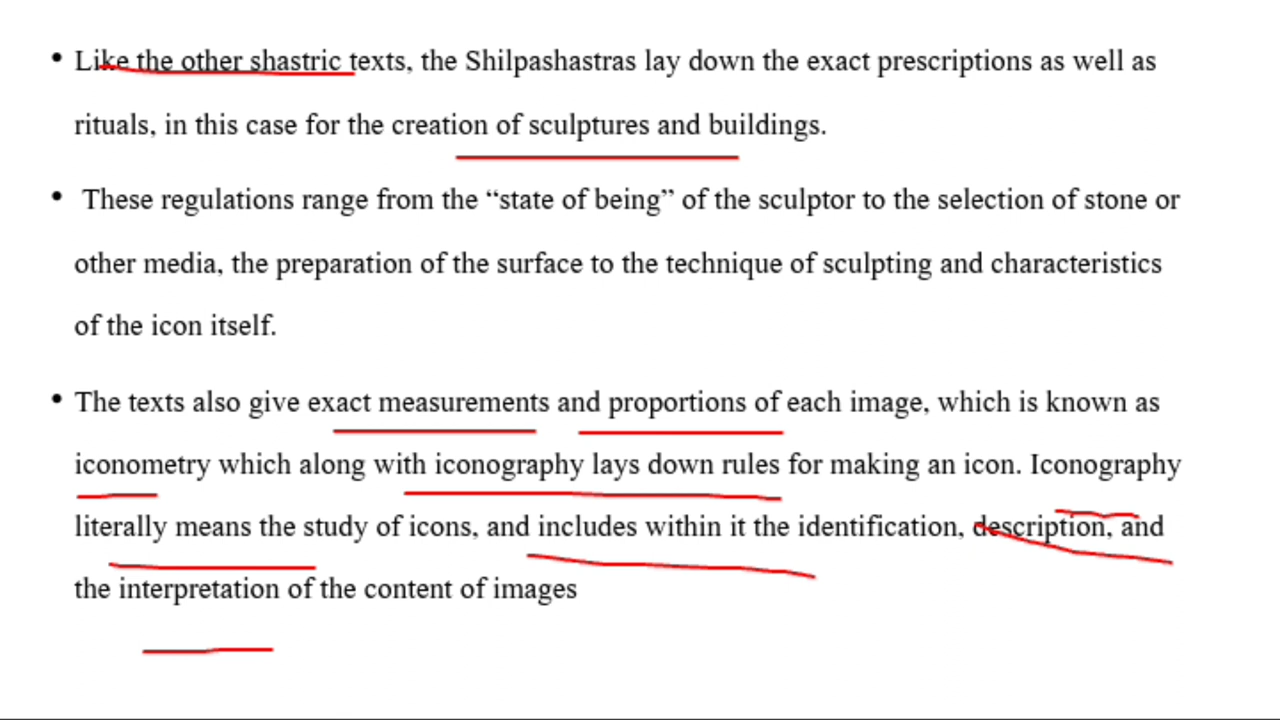 • Like the other shastric texts, the Shilpashastras lay down the exact prescriptions as well as
rituals, in this case for the creation of sculptures and buildings.
• These regulations range from the “state of being” of the sculptor to the selection of stone or
other media, the preparation of the surface to the technique of sculpting and characteristics
of the icon itself.
• The texts also give exact measurements and proportions of each image, which is known as
iconometry which along with iconography lays down rules for making an icon. Iconography
literally means the study of icons, and includes within it the identification, description, and
the interpretation of the content of images